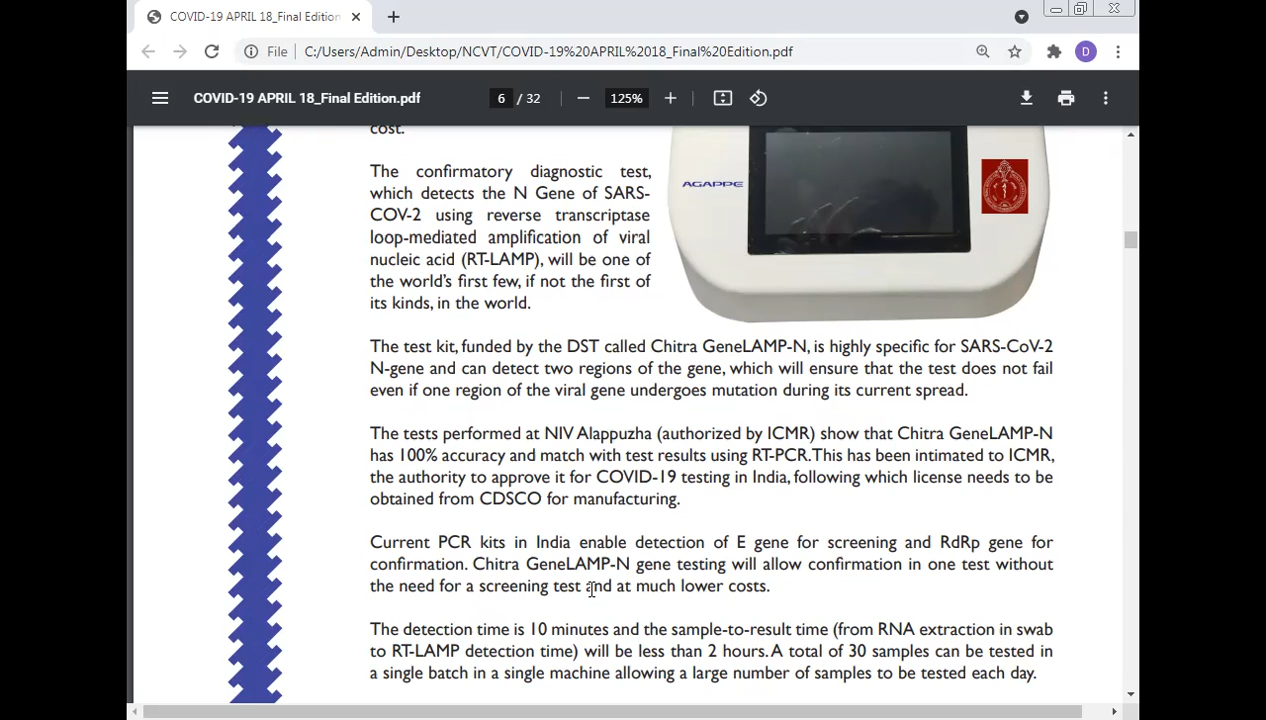 COVID-19 APRIL 18_Final Edition
File C:/Users/Admin/Desktop/NCVT/COVID-19%20APRIL%2018_Final%20Edition.pdf
D
COVID-19 APRIL 18_Final Edition.pdf 6 / 32 125%
cost.
The confirmatory diagnostic test,
which detects the N Gene of SARS-
COV-2 using reverse transcriptase
loop-mediated amplification of viral
nucleic acid (RT-LAMP), will be one of
the world's first few, if not the first of
its kinds, in the world.
AGAPPE
The test kit, funded by the DST called Chitra GeneLAMP-N, is highly specific for SARS-CoV-2
N-gene and can detect two regions of the gene, which will ensure that the test does not fail
even if one region of the viral gene undergoes mutation during its current spread.
The tests performed at NIV Alappuzha (authorized by ICMR) show that Chitra GeneLAMP-N
has 100% accuracy and match with test results using RT-PCR. This has been intimated to ICMR,
the authority to approve it for COVID-19 testing in India, following which license needs to be
obtained from CDSCO for manufacturing.
Current PCR kits in India enable detection of E gene for screening and RdRp gene for
confirmation. Chitra GeneLAMP-N gene testing will allow confirmation in one test without
the need for a screening test and at much lower costs.
The detection time is 10 minutes and the sample-to-result time (from RNA extraction in swab
to RT-LAMP detection time) will be less than 2 hours. A total of 30 samples can be tested in
a single batch in a single machine allowing a large number of samples to be tested each day.